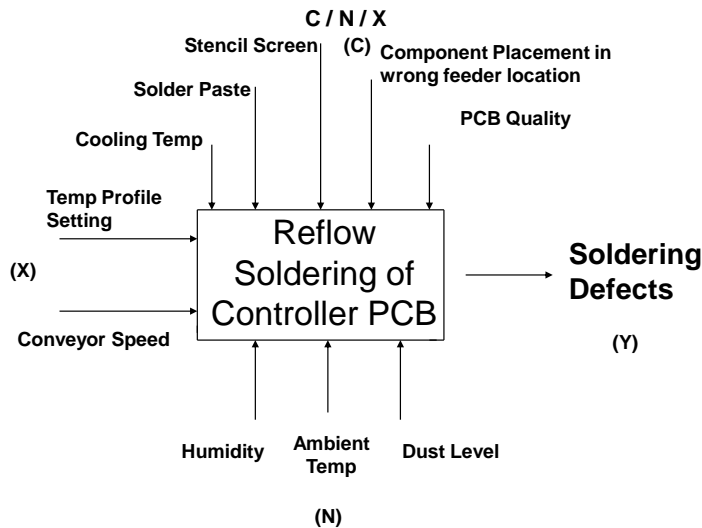 C / N / X
Stencil Screen
(C)
Component Placement in
wrong feeder location
Solder Paste
PCB Quality
Cooling Temp
Temp Profile
Setting
(X)
Conveyor Speed
Reflow
Soldering of
Controller PCB
Soldering
Defects
(Y)
Humidity
Ambient
Temp
Dust Level
(N)